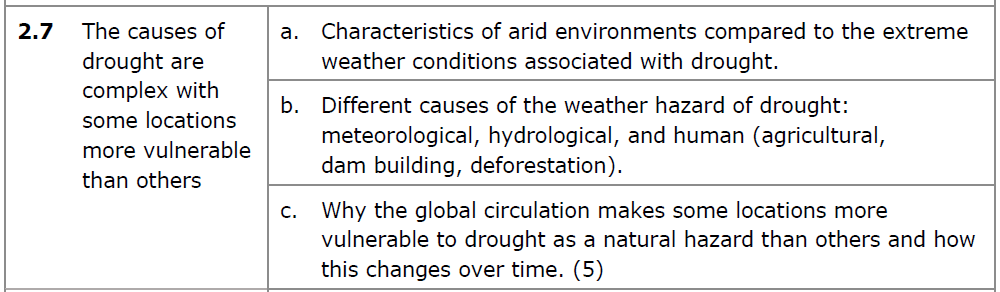 2.7 The causes of
drought are
complex with
some locations
more vulnerable
than others
a. Characteristics of arid environments compared to the extreme
weather conditions associated with drought.
b. Different causes of the weather hazard of drought:
meteorological, hydrological, and human (agricultural,
dam building, deforestation).
c. Why the global circulation makes some locations more
vulnerable to drought as a natural hazard than others and how
this changes over time. (5)